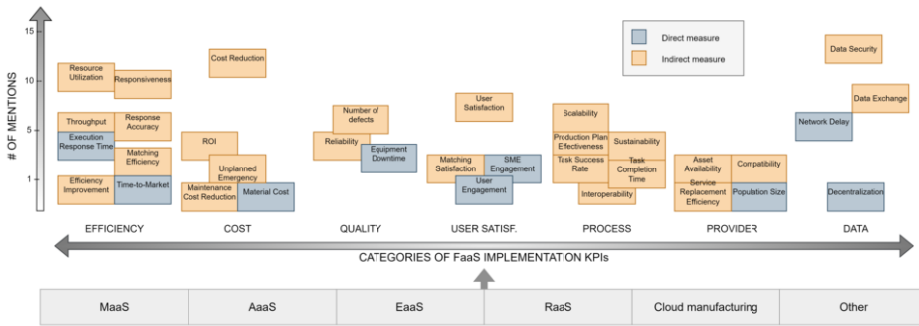 # OF MENTIONS
15
10
5
1
Direct measure
Indirect measure
Resource
Utilization
Responsiveness
Throughput
Response
Accuracy
Execution
Response Time
Matching
Efficiency
Efficiency
Improvement
Time-to-Market
Cost Reduction
ROI
Unplanned
Emergency
Maintenance
Cost Reduction
Material Cost
Number of
defects
Reliability
Equipment
Downtime
User
Satisfaction
Matching
Satisfaction
SME
Engagement
User
Engagement
Scalability
Production Plan
Efectiveness
Sustainability
Task Success
Rate
Task
Completion
Time
Interoperability
Asset
Availability
Compatibility
Service
Replacement
Efficiency
Population Size
Data Security
Data Exchange
Network Delay
Decentralization
EFFICIENCY
COST
QUALITY
USER SATISF.
PROCESS
PROVIDER
DATA
CATEGORIES OF FaaS IMPLEMENTATION KPIs
MaaS
AaaS
EaaS
RaaS
Cloud manufacturing
Other